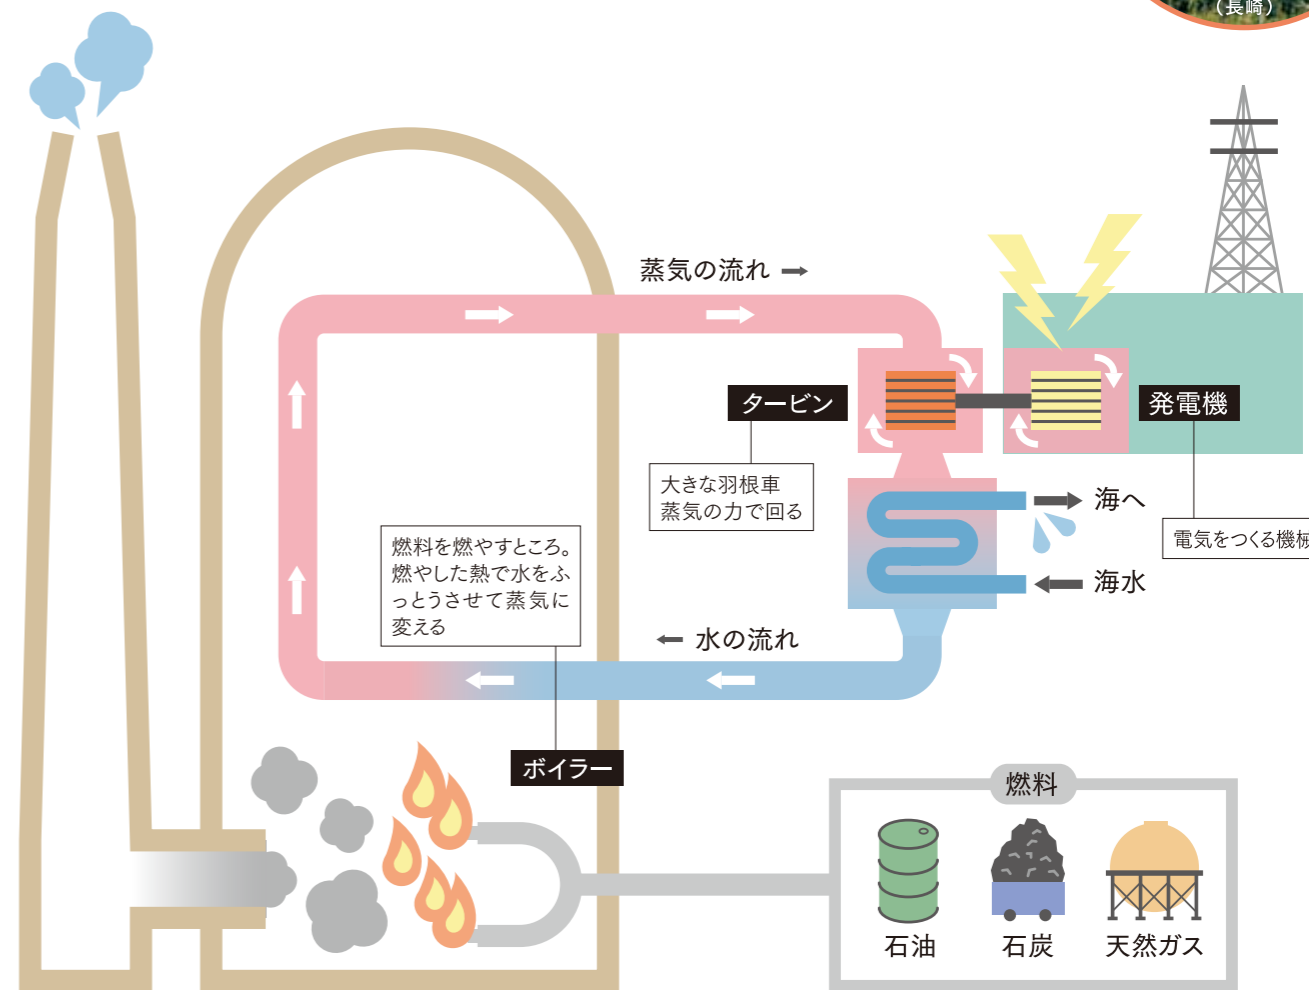 （長崎）
蒸気の流れ
タービン
発電機
大きな羽根車
蒸気の力で回る
海へ
電気をつくる機械
燃料を燃やすところ。
燃やした熱で水をふ
っとうさせて蒸気に
変える
海水
水の流れ
ボイラー
燃料
石油
石炭
天然ガス